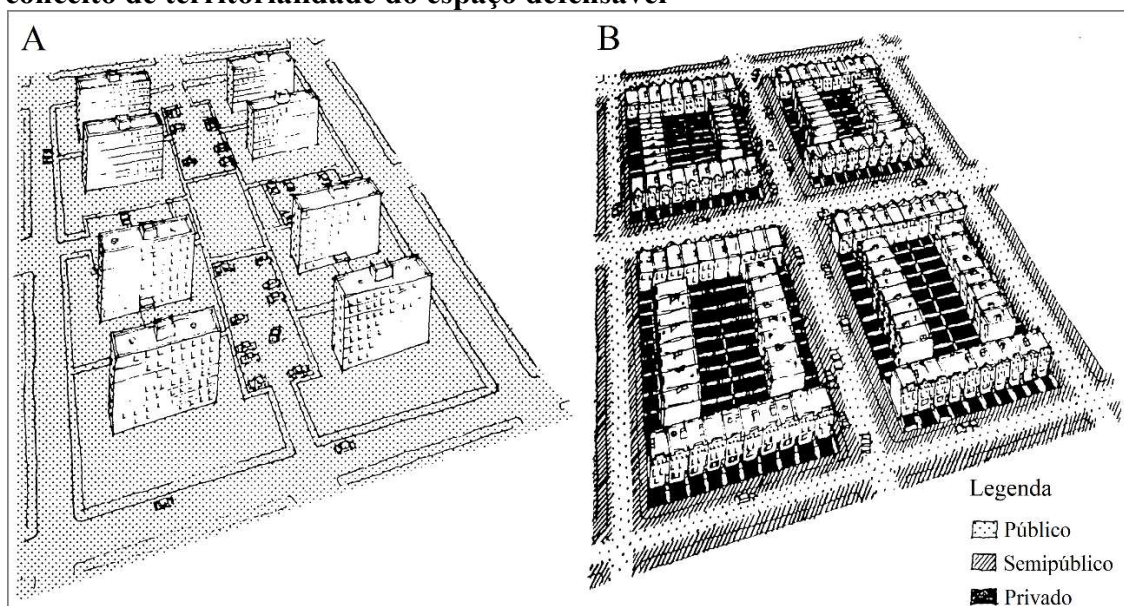 conceito de territorialidade do espaço defensável
A
B
Legenda
Público
Semipúblico
Privado